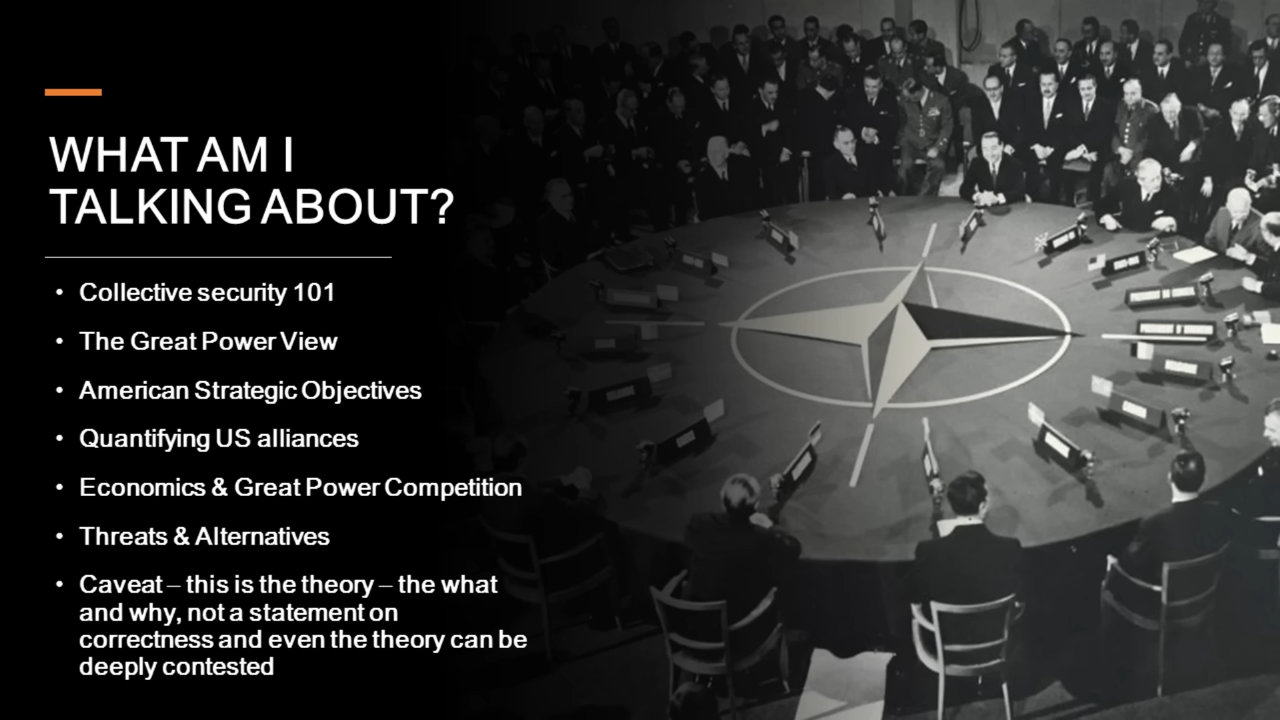 WHAT AM I
TALKING ABOUT?
• Collective security 101
• The Great Power View
• American Strategic Objectives
• Quantifying US alliances
• Economics & Great Power Competition
• Threats & Alternatives
• Caveat – this is the theory – the what
and why, not a statement on
correctness and even the theory can be
deeply contested